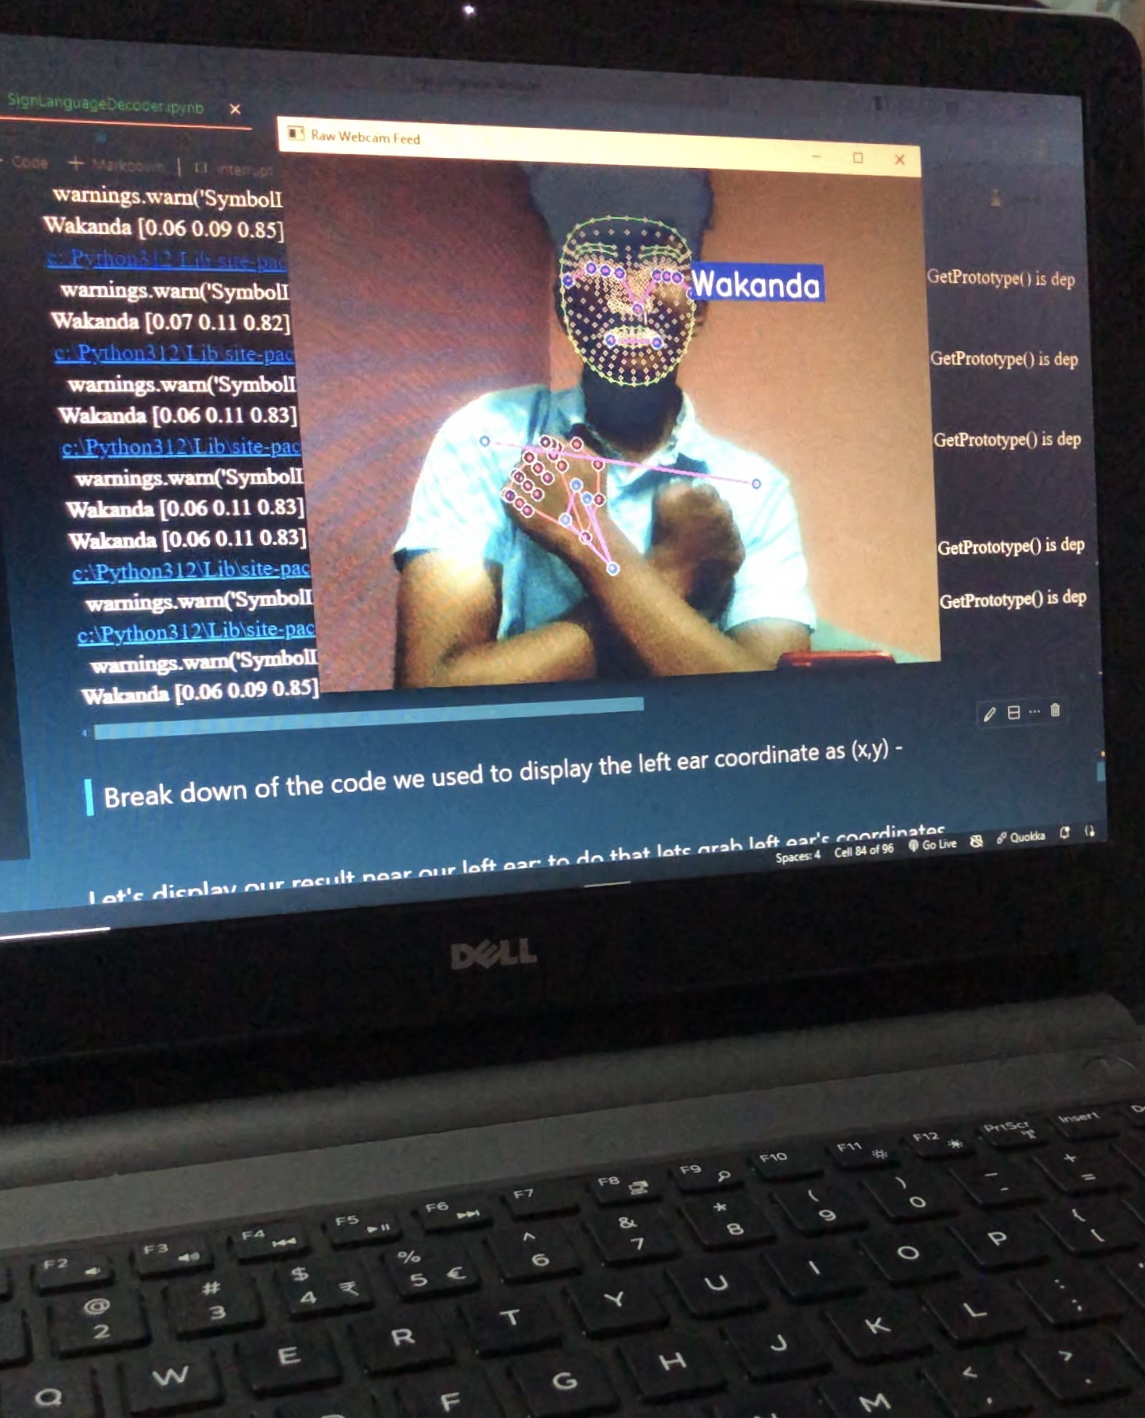 SignLanguageDecoder.ipynb ×
Code + Markdown | Interrupt
Raw Webcam Feed
warnings.warn('SymbolI
Wakanda [0.06 0.09 0.85]
c:\Python312\Lib\site-pac
GetPrototype() is dep
warnings.warn('SymbolI
Wakanda [0.07 0.11 0.82]
c:\Python312\Lib\site-pac
GetPrototype() is dep
warnings.warn('SymbolI
Wakanda [0.06 0.11 0.83]
c:\Python312\Lib\site-pac
GetPrototype() is dep
warnings.warn('SymbolI
Wakanda [0.06 0.11 0.83]
Wakanda [0.06 0.11 0.83]
c:\Python312\Lib\site-pac
GetPrototype() is dep
warnings.warn('SymbolI
c:\Python312\Lib\site-pac
GetPrototype() is dep
warnings.warn('SymbolI
Wakanda [0.06 0.09 0.85]
Wakanda
Break down of the code we used to display the left ear coordinate as (x,y) -
Let's display our result near our left ear; to do that lets grab left ear's coordinates
Spaces: 4 Cell 84 of 96 Go Live Quokka
DELL
F2 F3 F4 F5 F6 F7 F8 F9 F10 F11 F12 PrtScr Insert
@ # $ % ^ & * ( ) _ +
2 3 4 ₹ 5 € 6 7 8 9 0 - =
Q W E R T Y U I O P { [
F G H J K L : ;
M < , > .